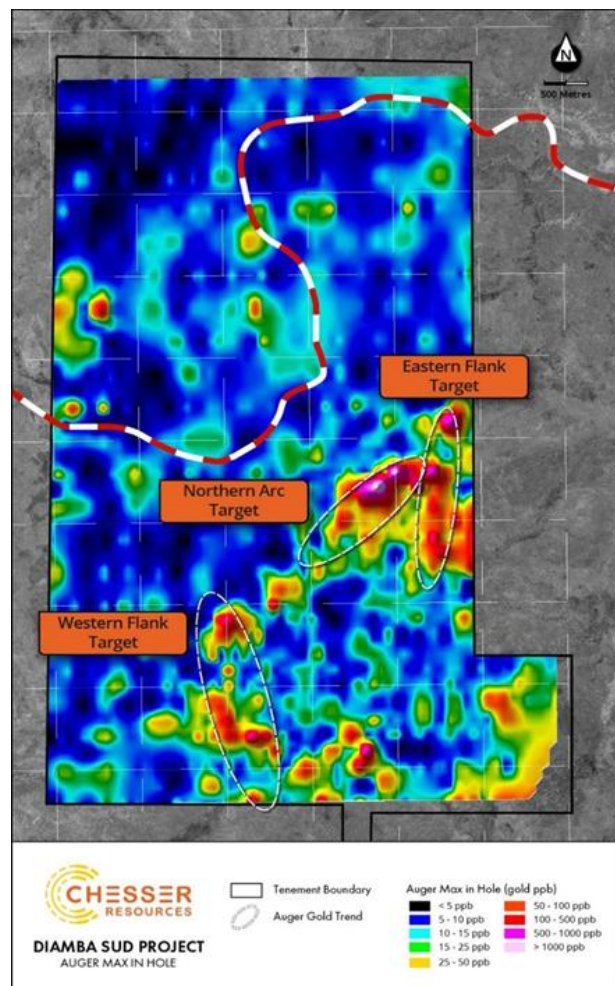 N
500 Metres
Eastern Flank
Target
Northern Arc
Target
Western Flank
Target
CHESSER
RESOURCES
DIAMBA SUD PROJECT
AUGER MAX IN HOLE
Tenement Boundary
Auger Gold Trend
Auger Max in Hole (gold ppb)
< 5 ppb
5 - 10 ppb
10 - 15 ppb
15 - 25 ppb
25 - 50 ppb
50 - 100 ppb
100 - 500 ppb
500 - 1000 ppb
> 1000 ppb